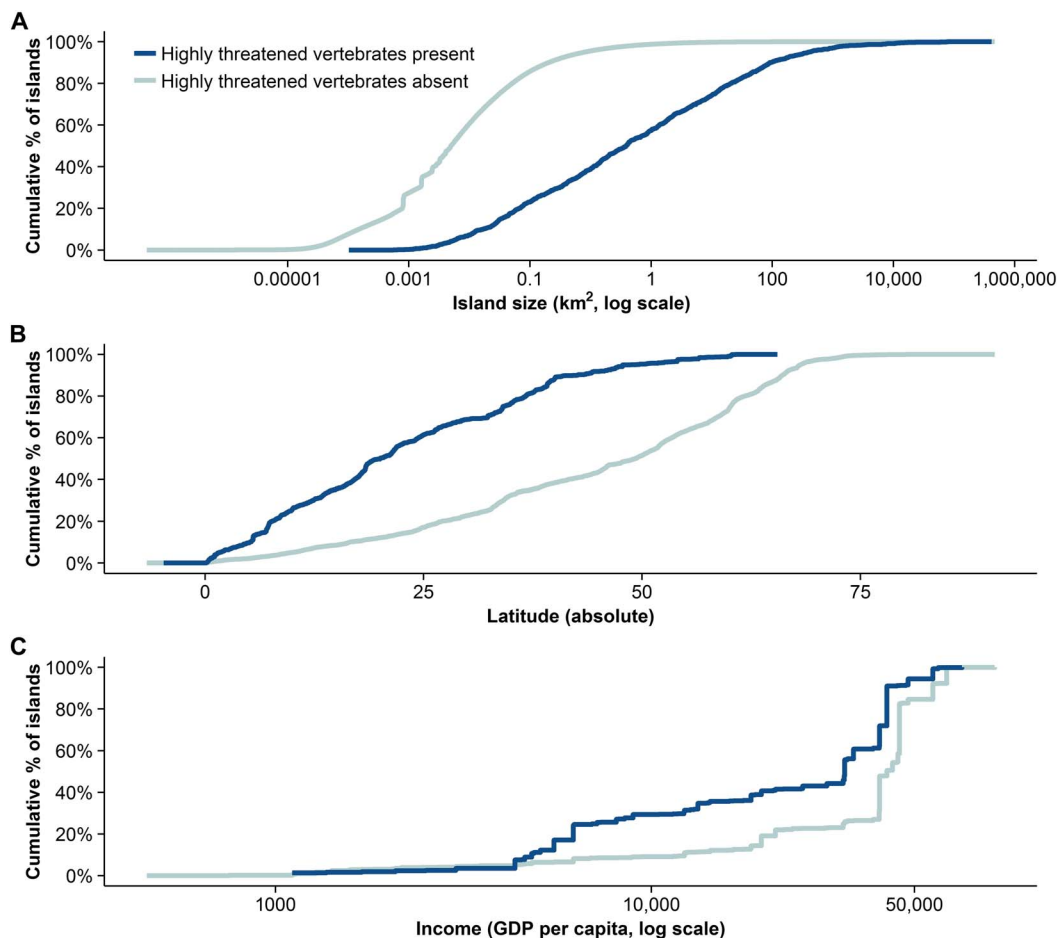 A
Cumulative % of islands
100%
80%
60%
40%
20%
0%
Highly threatened vertebrates present
Highly threatened vertebrates absent
0.00001 0.001 0.1 1 100 10,000 1,000,000
Island size (km², log scale)
B
Cumulative % of islands
100%
80%
60%
40%
20%
0%
0 25 50 75
Latitude (absolute)
C
Cumulative % of islands
100%
80%
60%
40%
20%
0%
1000 10,000 50,000
Income (GDP per capita, log scale)